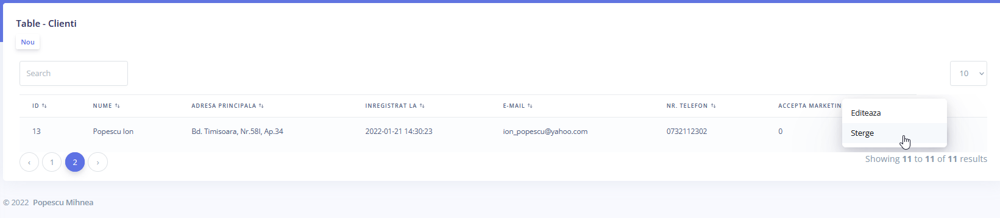 Table - Clienti
Nou
Search
10
ID NUME ADRESA PRINCIPALA INREGISTRAT LA E-MAIL NR. TELEFON ACCEPTA MARKETIN
Editeaza
13 Popescu Ion Bd. Timisoara, Nr.58I, Ap.34 2022-01-21 14:30:23 ion_popescu@yahoo.com 0732112302 0
Sterge
‹ 1 2 ›
Showing 11 to 11 of 11 results
© 2022 Popescu Mihnea